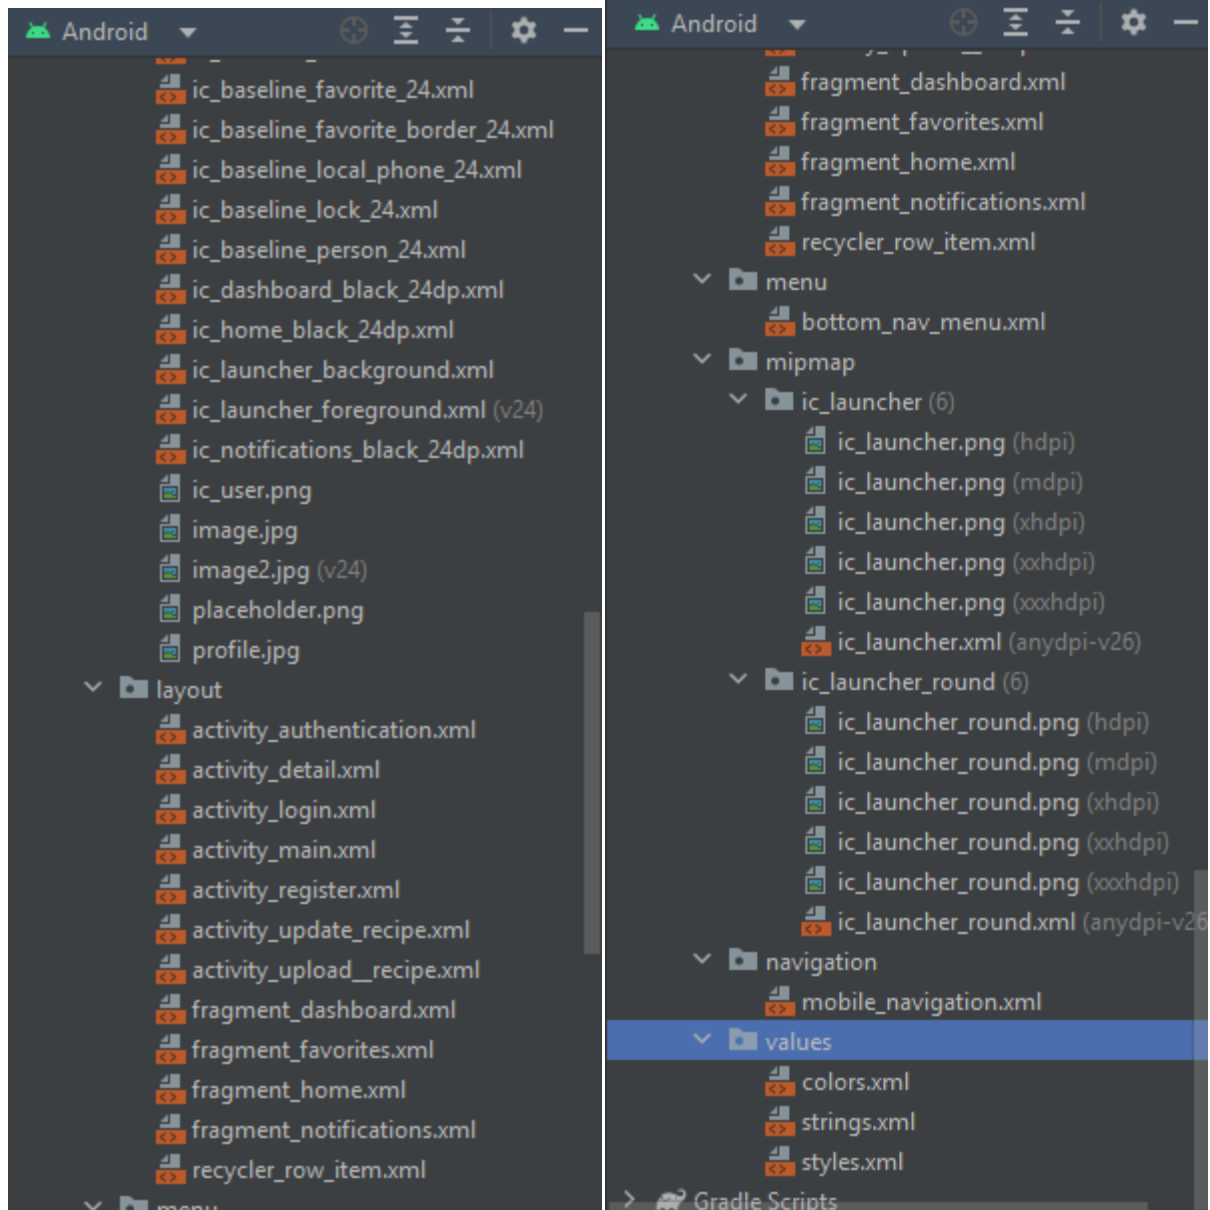 Android
ic_baseline_favorite_24.xml
ic_baseline_favorite_border_24.xml
ic_baseline_local_phone_24.xml
ic_baseline_lock_24.xml
ic_baseline_person_24.xml
ic_dashboard_black_24dp.xml
ic_home_black_24dp.xml
ic_launcher_background.xml
ic_launcher_foreground.xml (v24)
ic_notifications_black_24dp.xml
ic_user.png
image.jpg
image2.jpg (v24)
placeholder.png
profile.jpg
layout
activity_authentication.xml
activity_detail.xml
activity_login.xml
activity_main.xml
activity_register.xml
activity_update_recipe.xml
activity_upload__recipe.xml
fragment_dashboard.xml
fragment_favorites.xml
fragment_home.xml
fragment_notifications.xml
recycler_row_item.xml
menu
Android
fragment_dashboard.xml
fragment_favorites.xml
fragment_home.xml
fragment_notifications.xml
recycler_row_item.xml
menu
bottom_nav_menu.xml
mipmap
ic_launcher (6)
ic_launcher.png (hdpi)
ic_launcher.png (mdpi)
ic_launcher.png (xhdpi)
ic_launcher.png (xxhdpi)
ic_launcher.png (xxxhdpi)
ic_launcher.xml (anydpi-v26)
ic_launcher_round (6)
ic_launcher_round.png (hdpi)
ic_launcher_round.png (mdpi)
ic_launcher_round.png (xhdpi)
ic_launcher_round.png (xxhdpi)
ic_launcher_round.png (xxxhdpi)
ic_launcher_round.xml (anydpi-v26
navigation
mobile_navigation.xml
values
colors.xml
strings.xml
styles.xml
Gradle Scripts